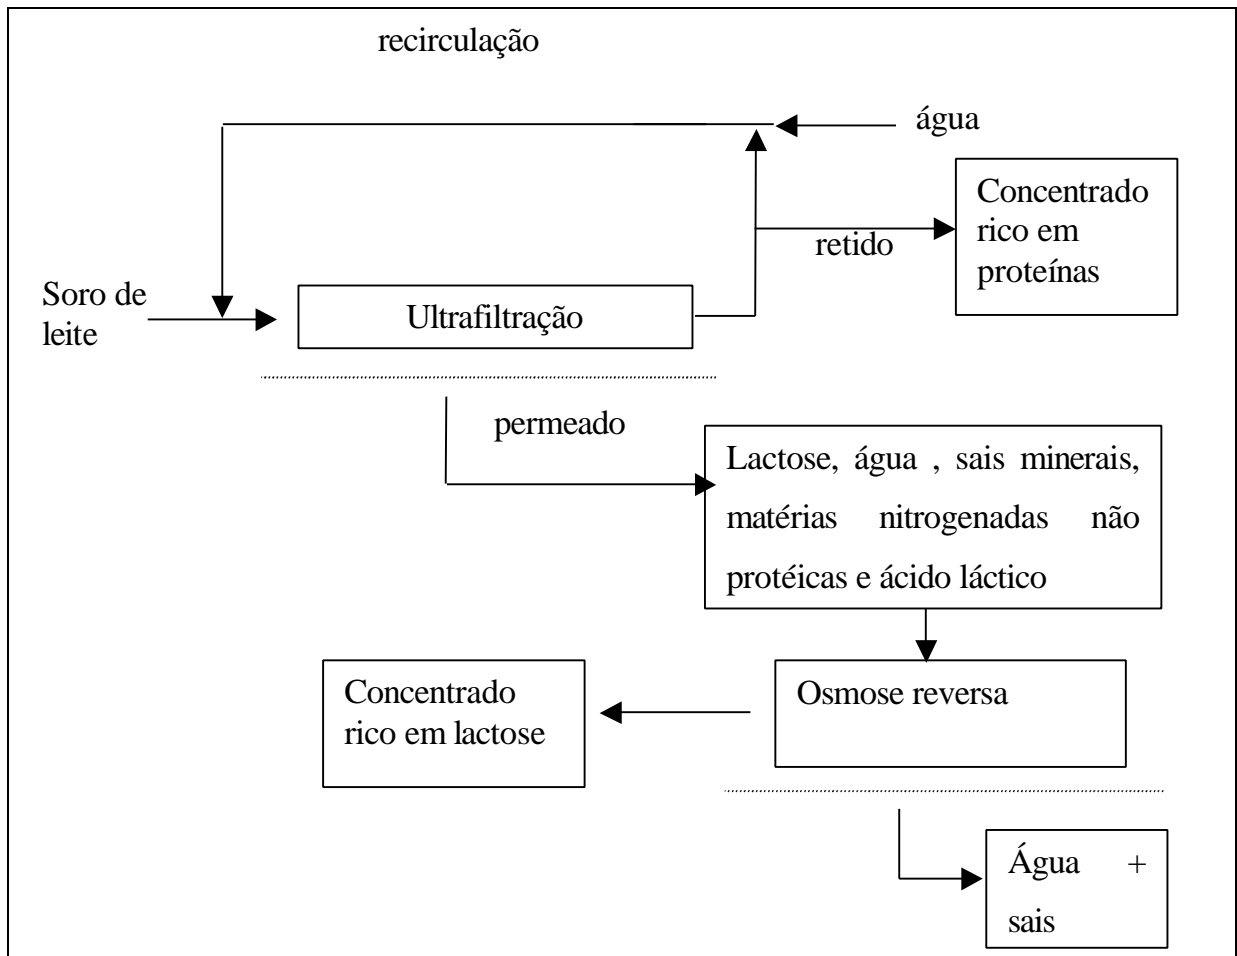 recirculação
água
Concentrado
rico em
proteínas
retido
Soro de
leite
Ultrafiltração
permeado
Lactose, água , sais minerais,
matérias nitrogenadas não
protéicas e ácido láctico
Concentrado
rico em lactose
Osmose reversa
Água +
sais